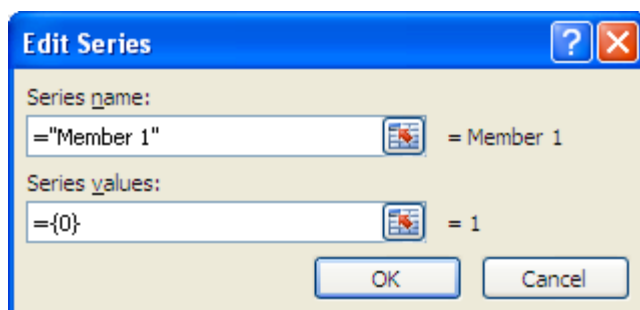 Edit Series
Series name:
="Member 1" = Member 1
Series values:
={0} = 1
OK Cancel